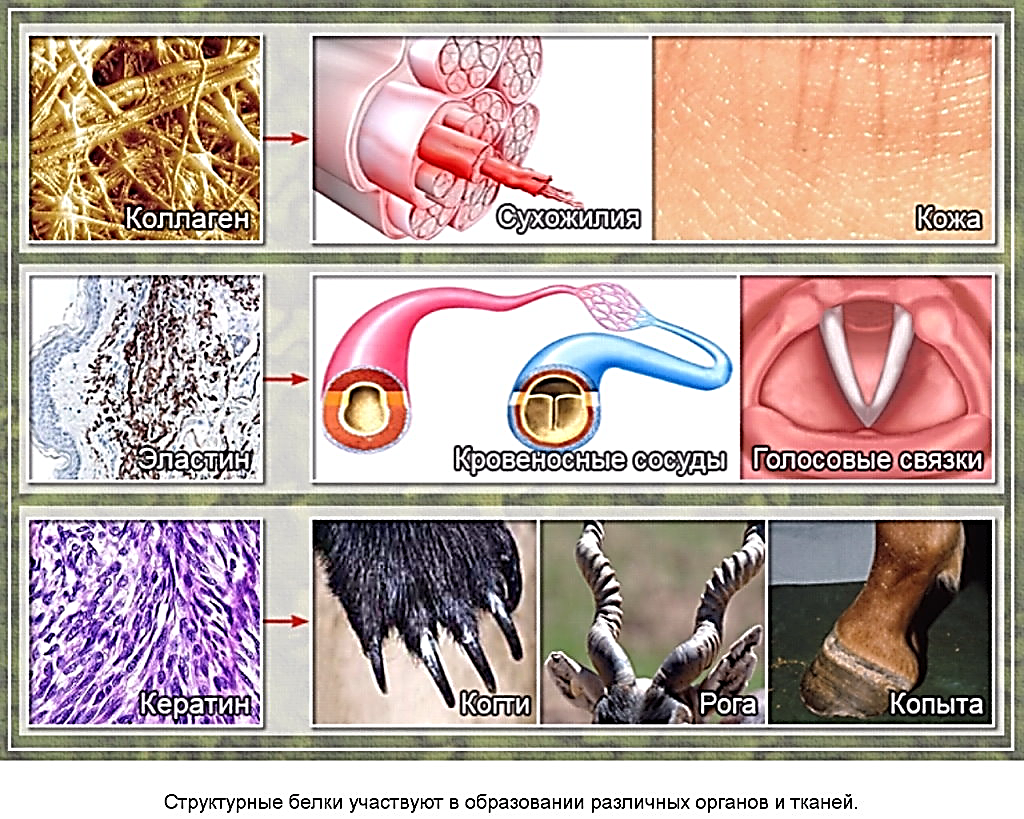 Коллаген
Сухожилия
Кожа
Эластин
Кровеносные сосуды
Голосовые связки
Кератин
Когти
Рога
Копыта
Структурные белки участвуют в образовании различных органов и тканей.